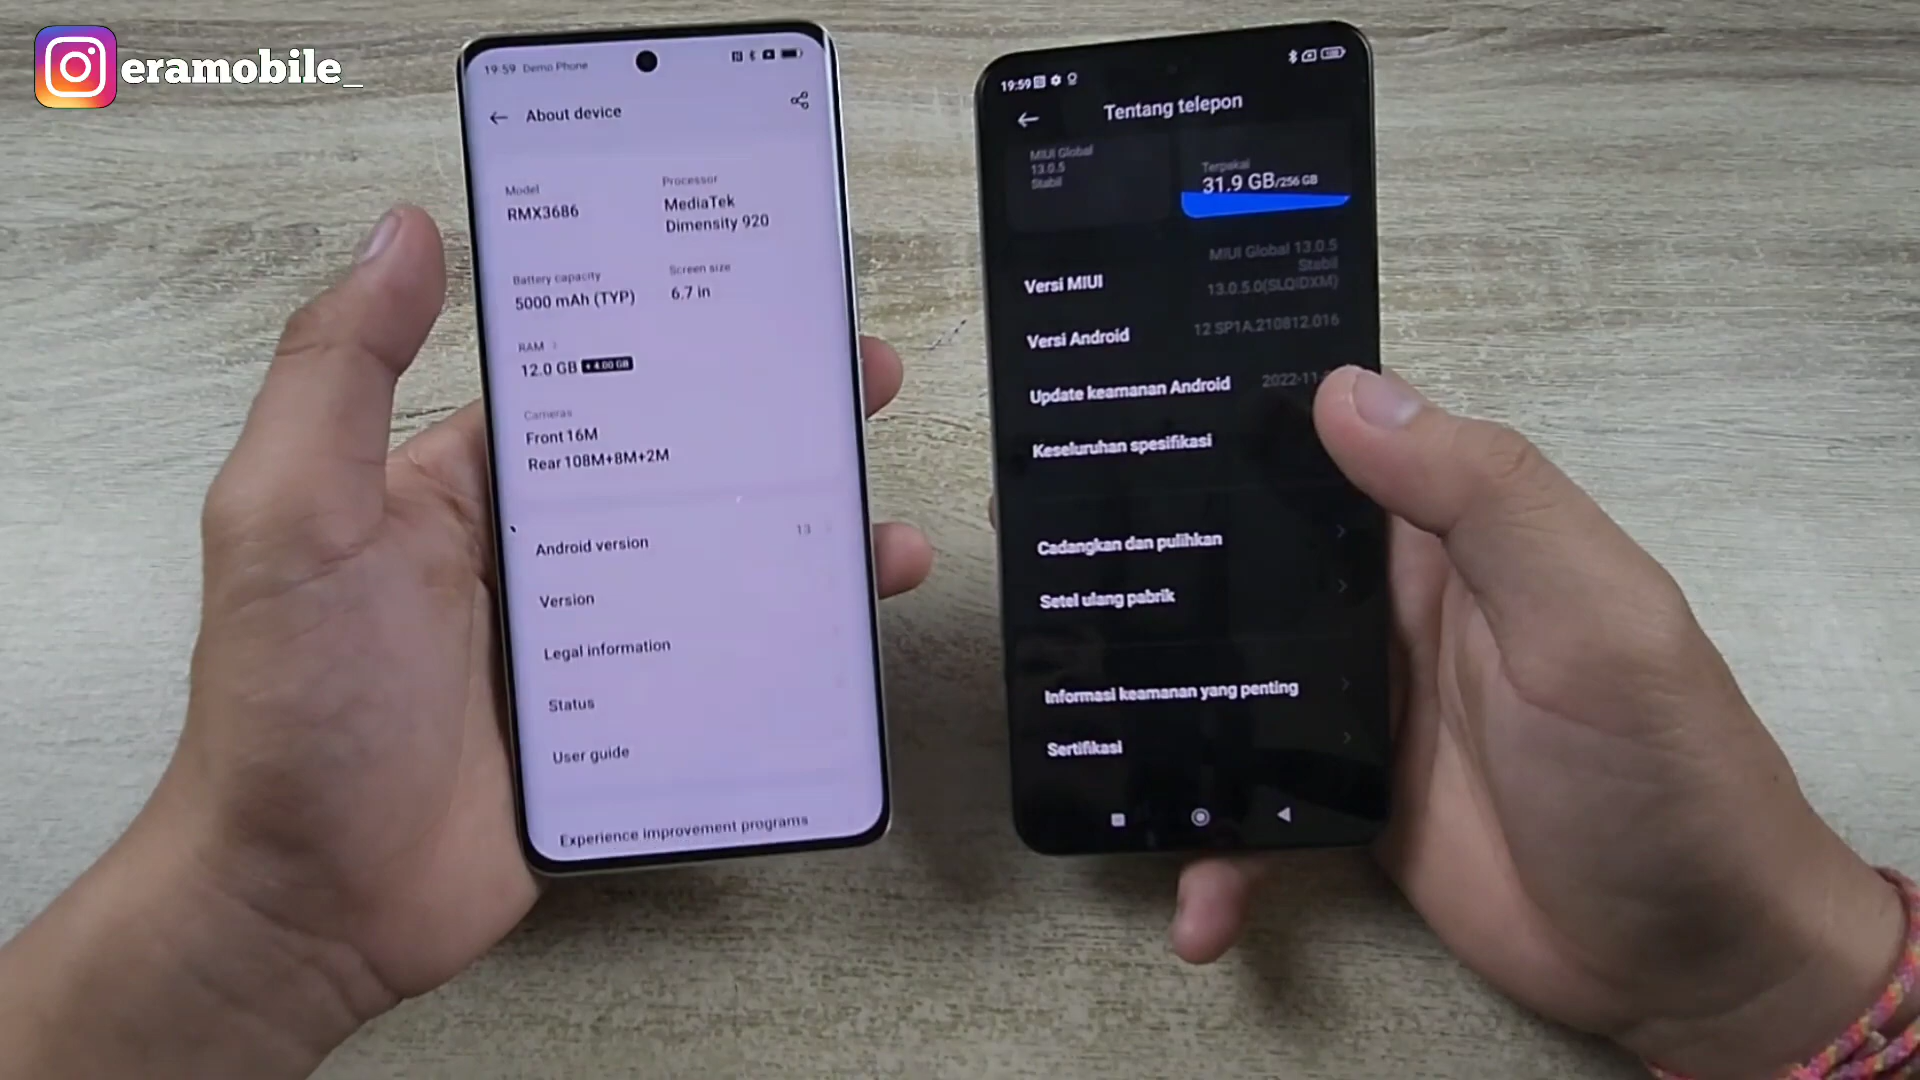 eramobile_
19:59 Demo Phone
About device
Model
RMX3686
Processor
MediaTek
Dimensity 920
Battery capacity
5000 mAh (TYP)
Screen size
6.7 in
RAM
12.0 GB + 4.00 GB
Cameras
Front 16M
Rear 108M+8M+2M
Android version 13
Version
Legal information
Status
User guide
Experience improvement programs
19:59
Tentang telepon
MIUI Global
13.0.5
Stabil
Terpakai
31.9 GB/256 GB
Versi MIUI
MIUI Global 13.0.5
Stabil
13.0.5.0(SLQIDXM)
Versi Android
12 SP1A.210812.016
Update keamanan Android
2022-11-
Keseluruhan spesifikasi
Cadangkan dan pulihkan
Setel ulang pabrik
Informasi keamanan yang penting
Sertifikasi